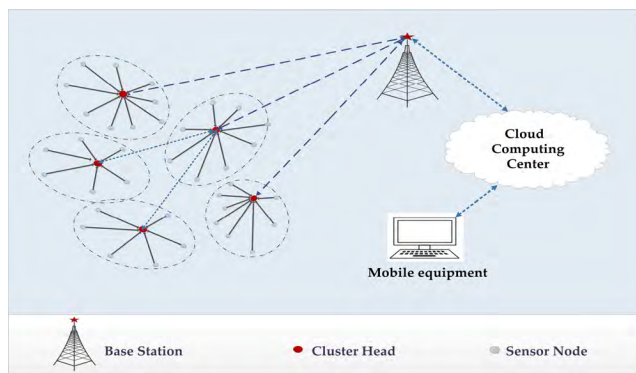 Cloud
Computing
Center
Mobile equipment
Base Station
Cluster Head
Sensor Node